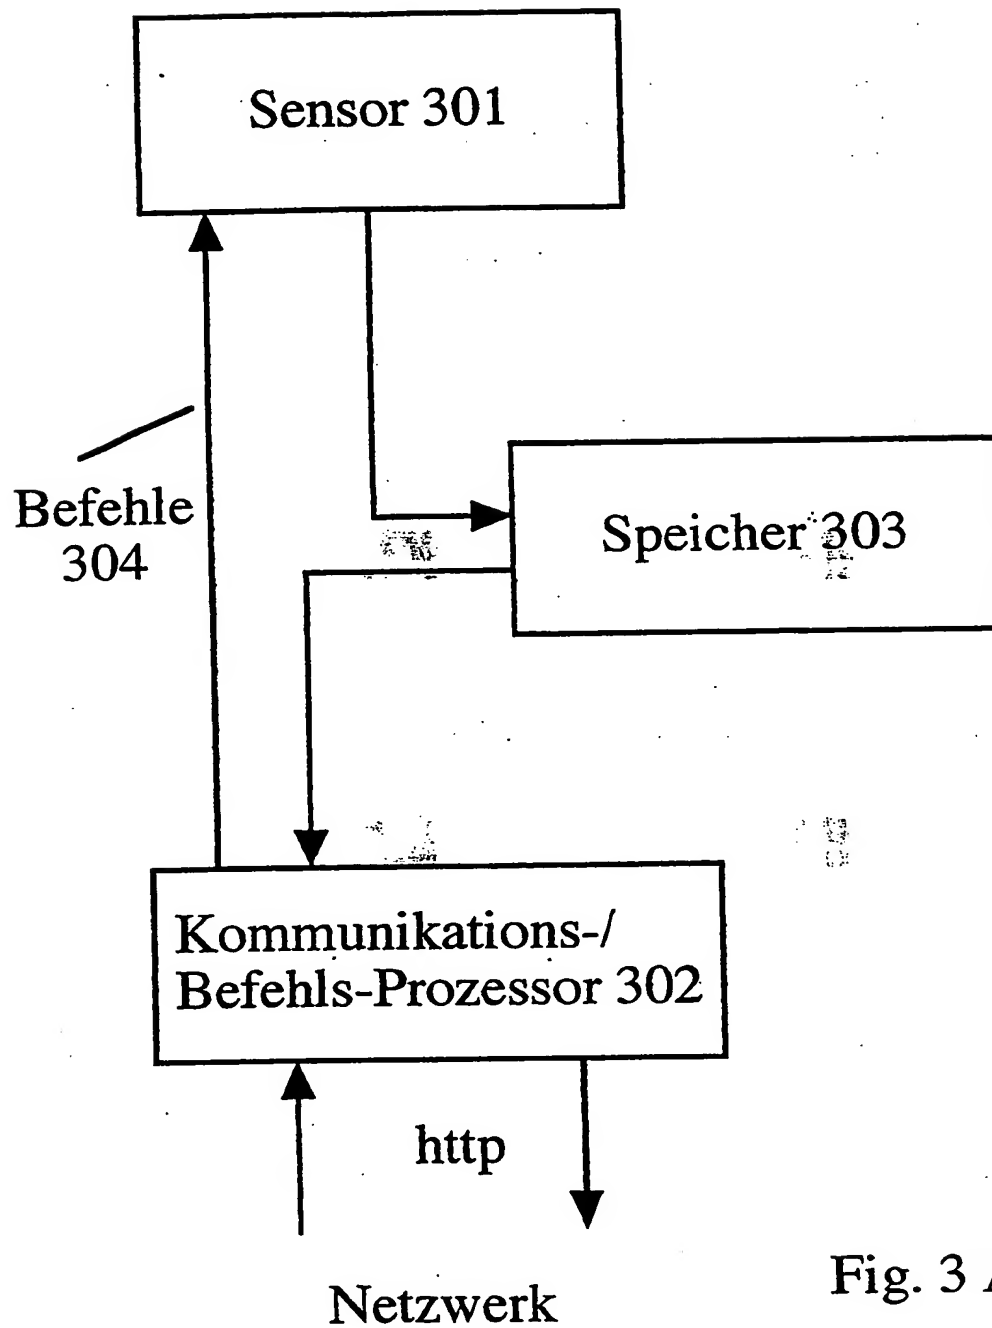 Sensor 301
Befehle
304
Speicher 303
Kommunikations-/
Befehls-Prozessor 302
http
Netzwerk
Fig. 3 A